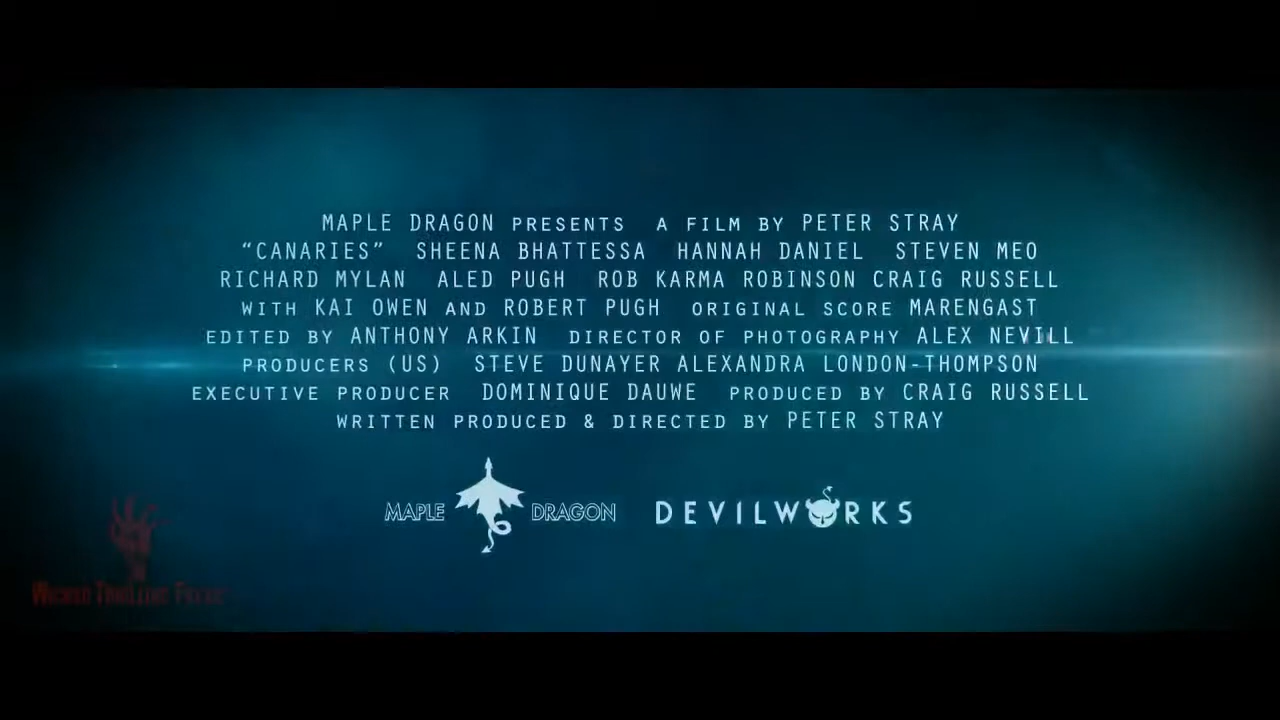 MAPLE DRAGON PRESENTS A FILM BY PETER STRAY
“CANARIES” SHEENA BHATTESSA HANNAH DANIEL STEVEN MEO
RICHARD MYLAN ALED PUGH ROB KARMA ROBINSON CRAIG RUSSELL
WITH KAI OWEN AND ROBERT PUGH ORIGINAL SCORE MARENGAST
EDITED BY ANTHONY ARKIN DIRECTOR OF PHOTOGRAPHY ALEX NEVILL
PRODUCERS (US) STEVE DUNAYER ALEXANDRA LONDON-THOMPSON
EXECUTIVE PRODUCER DOMINIQUE DAUWE PRODUCED BY CRAIG RUSSELL
WRITTEN PRODUCED & DIRECTED BY PETER STRAY
MAPLE DRAGON DEVILWORKS